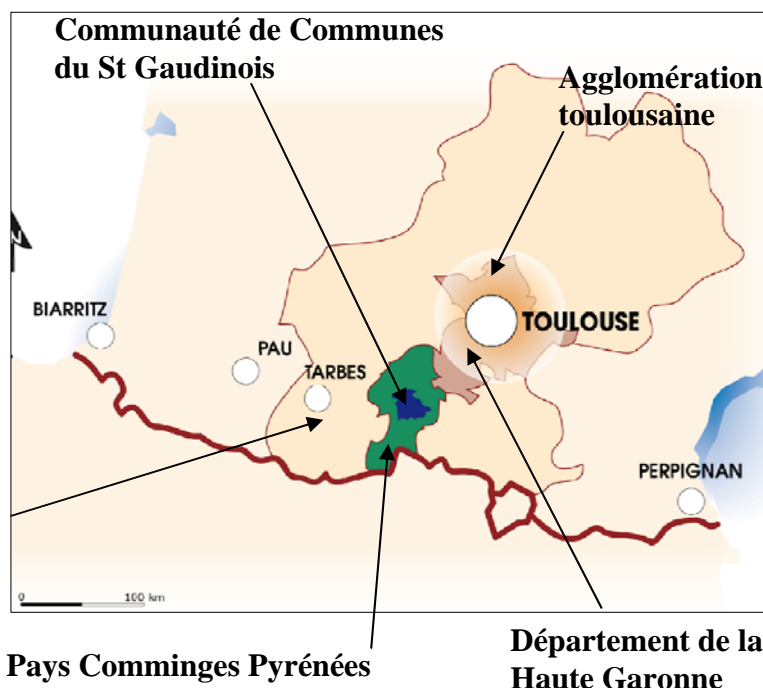 Communauté de Communes
du St Gaudinois
Agglomération
toulousaine
N
BIARRITZ
TOULOUSE
PAU
TARBES
PERPIGNAN
0 100 km
Pays Comminges Pyrénées
Département de la
Haute Garonne